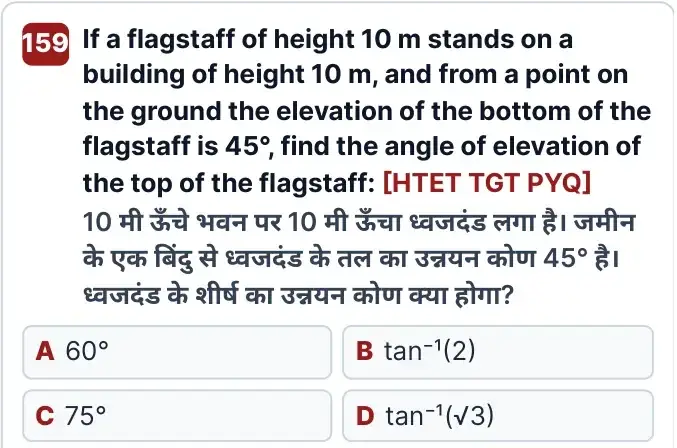 159 If a flagstaff of height 10 m stands on a
building of height 10 m, and from a point on
the ground the elevation of the bottom of the
flagstaff is 45°, find the angle of elevation of
the top of the flagstaff: [HTET TGT PYQ]
10 मी ऊँचे भवन पर 10 मी ऊँचा ध्वजदंड लगा है। जमीन
के एक बिंदु से ध्वजदंड के तल का उन्नयन कोण 45° है।
ध्वजदंड के शीर्ष का उन्नयन कोण क्या होगा?
A 60°
B tan⁻¹(2)
C 75°
D tan⁻¹(√3)